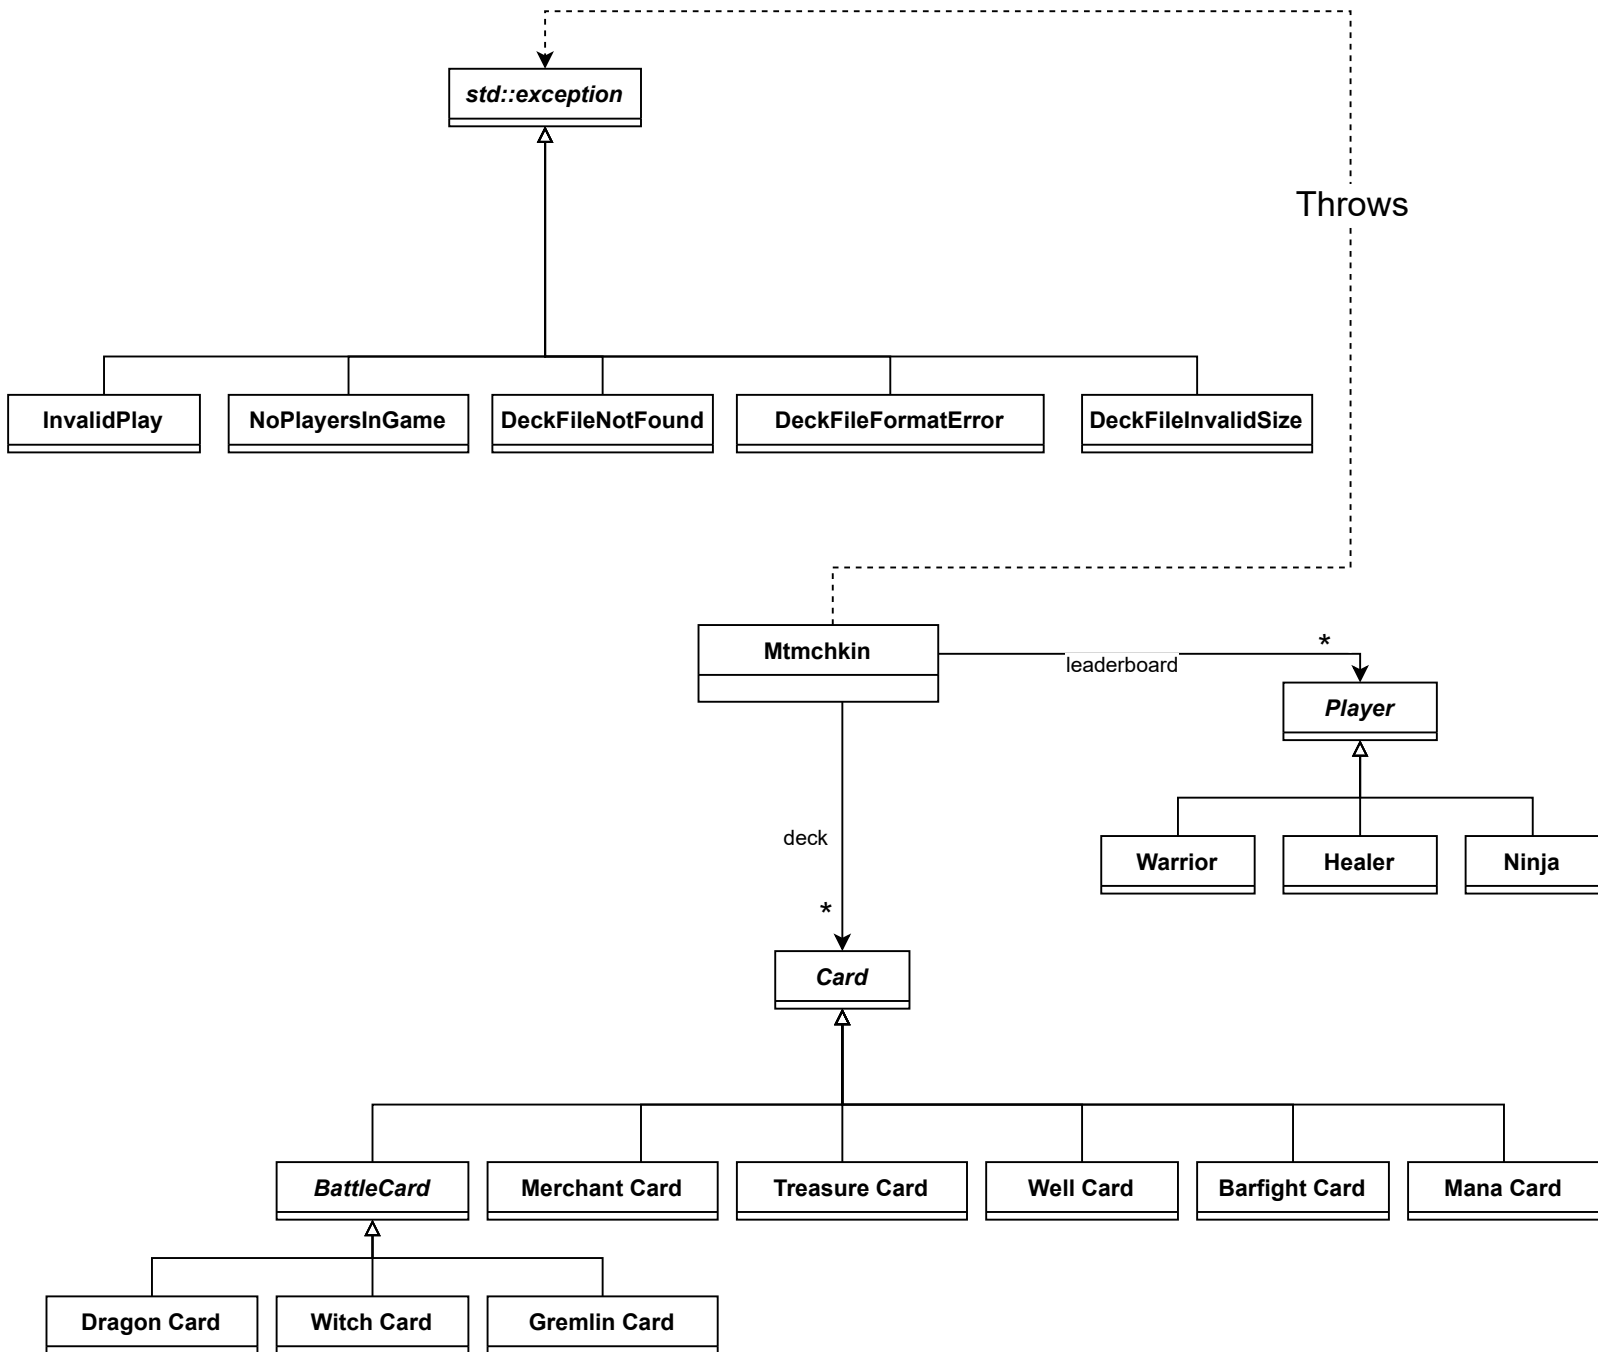 std::exception
Throws
InvalidPlay
NoPlayersInGame
DeckFileNotFound
DeckFileFormatError
DeckFileInvalidSize
Mtmchkin
*
leaderboard
Player
deck
Warrior
Healer
Ninja
*
Card
BattleCard
Merchant Card
Treasure Card
Well Card
Barfight Card
Mana Card
Dragon Card
Witch Card
Gremlin Card